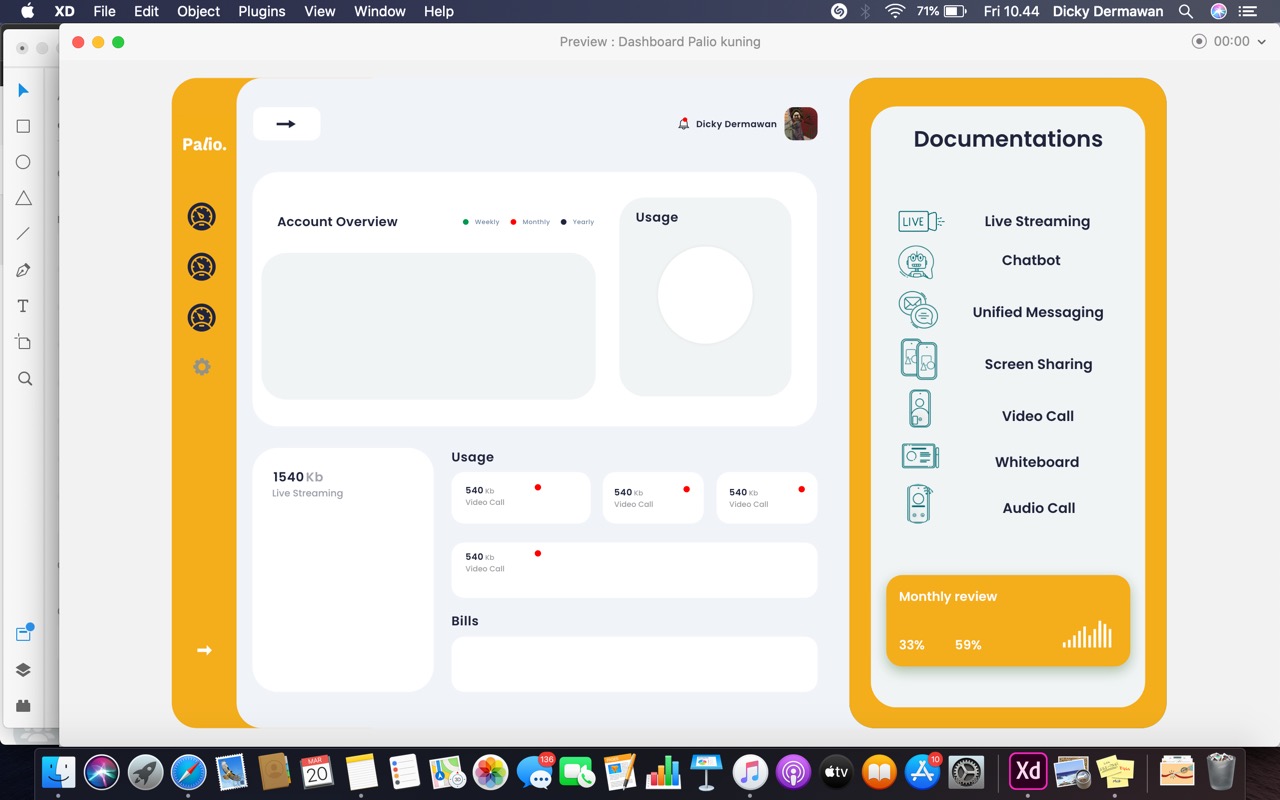 XD File Edit Object Plugins View Window Help 71% Fri 10.44 Dicky Dermawan
Preview : Dashboard Palio kuning 00:00
Palio.
Dicky Dermawan
Account Overview
Weekly Monthly Yearly
Usage
1540 Kb
Live Streaming
Usage
540 Kb
Video Call
540 Kb
Video Call
540 Kb
Video Call
540 Kb
Video Call
Bills
Documentations
LIVE
Live Streaming
Chatbot
Unified Messaging
Screen Sharing
Video Call
Whiteboard
Audio Call
Monthly review
33% 59%
MAR
20
136
tv
10
Xd